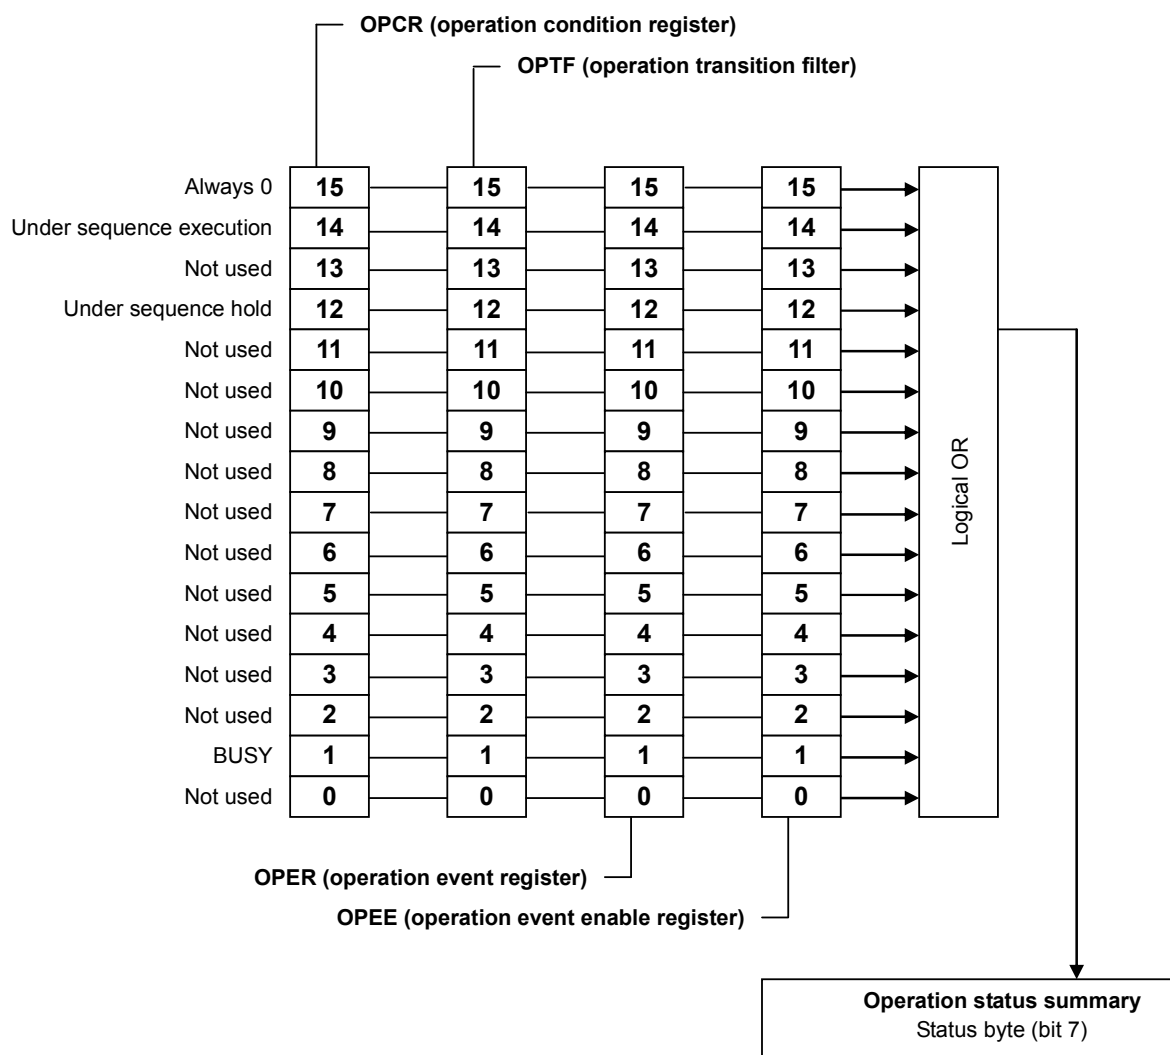 OPCR (operation condition register)
OPTF (operation transition filter)
Always 0 15 15 15 15
Under sequence execution 14 14 14 14
Not used 13 13 13 13
Under sequence hold 12 12 12 12
Not used 11 11 11 11
Not used 10 10 10 10
Not used 9 9 9 9
Not used 8 8 8 8
Not used 7 7 7 7
Not used 6 6 6 6
Not used 5 5 5 5
Not used 4 4 4 4
Not used 3 3 3 3
Not used 2 2 2 2
BUSY 1 1 1 1
Not used 0 0 0 0
Logical OR
OPER (operation event register)
OPEE (operation event enable register)
Operation status summary
Status byte (bit 7)